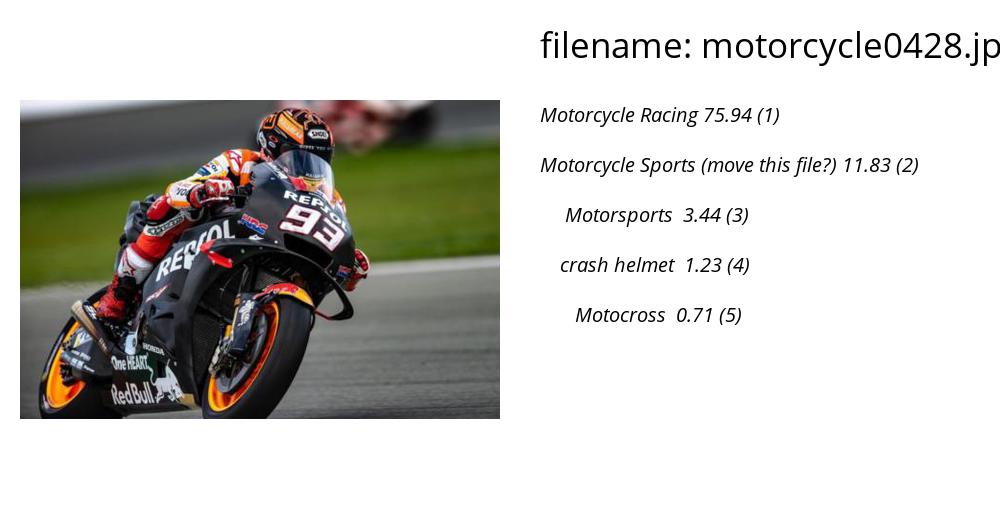 filename: motorcycle0428.jp
Motorcycle Racing 75.94 (1)
Motorcycle Sports (move this file?) 11.83 (2)
Motorsports 3.44 (3)
crash helmet 1.23 (4)
Motocross 0.71 (5)
SHOEI
REPSOL
93
HRC
REPSOL
One HEART
Red Bull